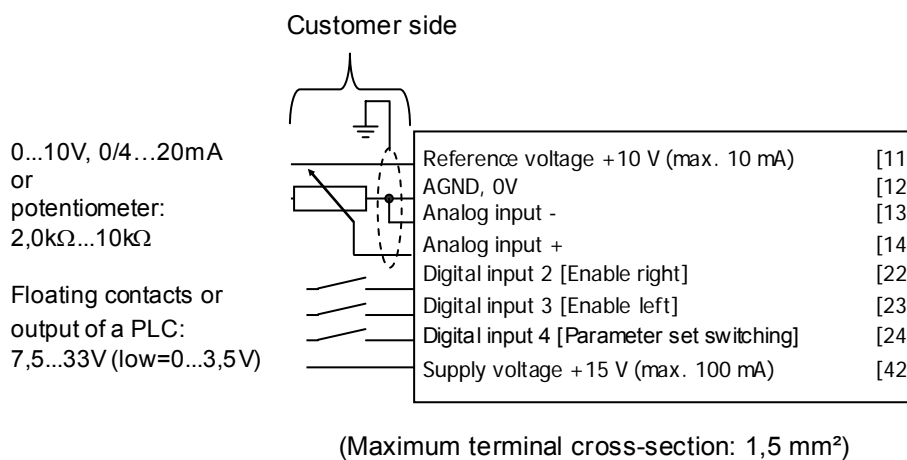 Customer side
0...10V, 0/4…20mA
or
potentiometer:
2,0kΩ...10kΩ
Floating contacts or
output of a PLC:
7,5...33V (low=0...3,5V)
Reference voltage +10 V (max. 10 mA) [11
AGND, 0V [12
Analog input - [13
Analog input + [14
Digital input 2 [Enable right] [22
Digital input 3 [Enable left] [23
Digital input 4 [Parameter set switching] [24
Supply voltage +15 V (max. 100 mA) [42
(Maximum terminal cross-section: 1,5 mm²)